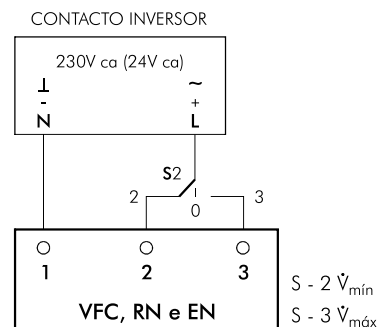 CONTACTO INVERSOR
230V ca (24V ca)
⊥ ~
- +
N L
S2
2 3
0
1 2 3
VFC, RN e EN
S - 2 V̇mín
S - 3 V̇máx